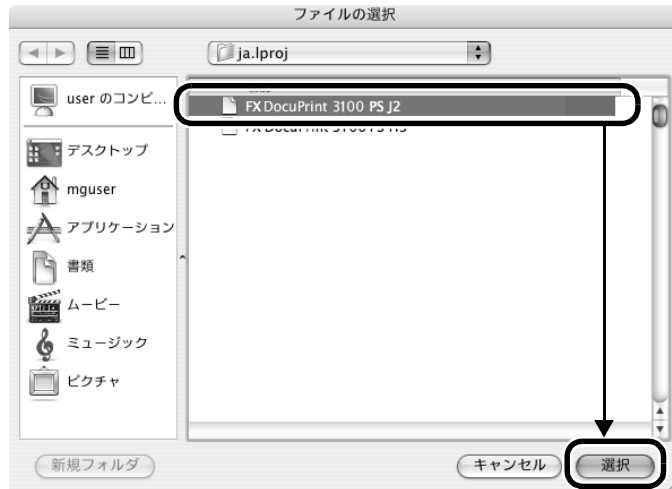 ファイルの選択
ja.lproj
user のコンピ...
FX DocuPrint 3100 PS J2
デスクトップ
mguser
アプリケーション
書類
ムービー
ミュージック
ピクチャ
新規フォルダ
キャンセル
選択